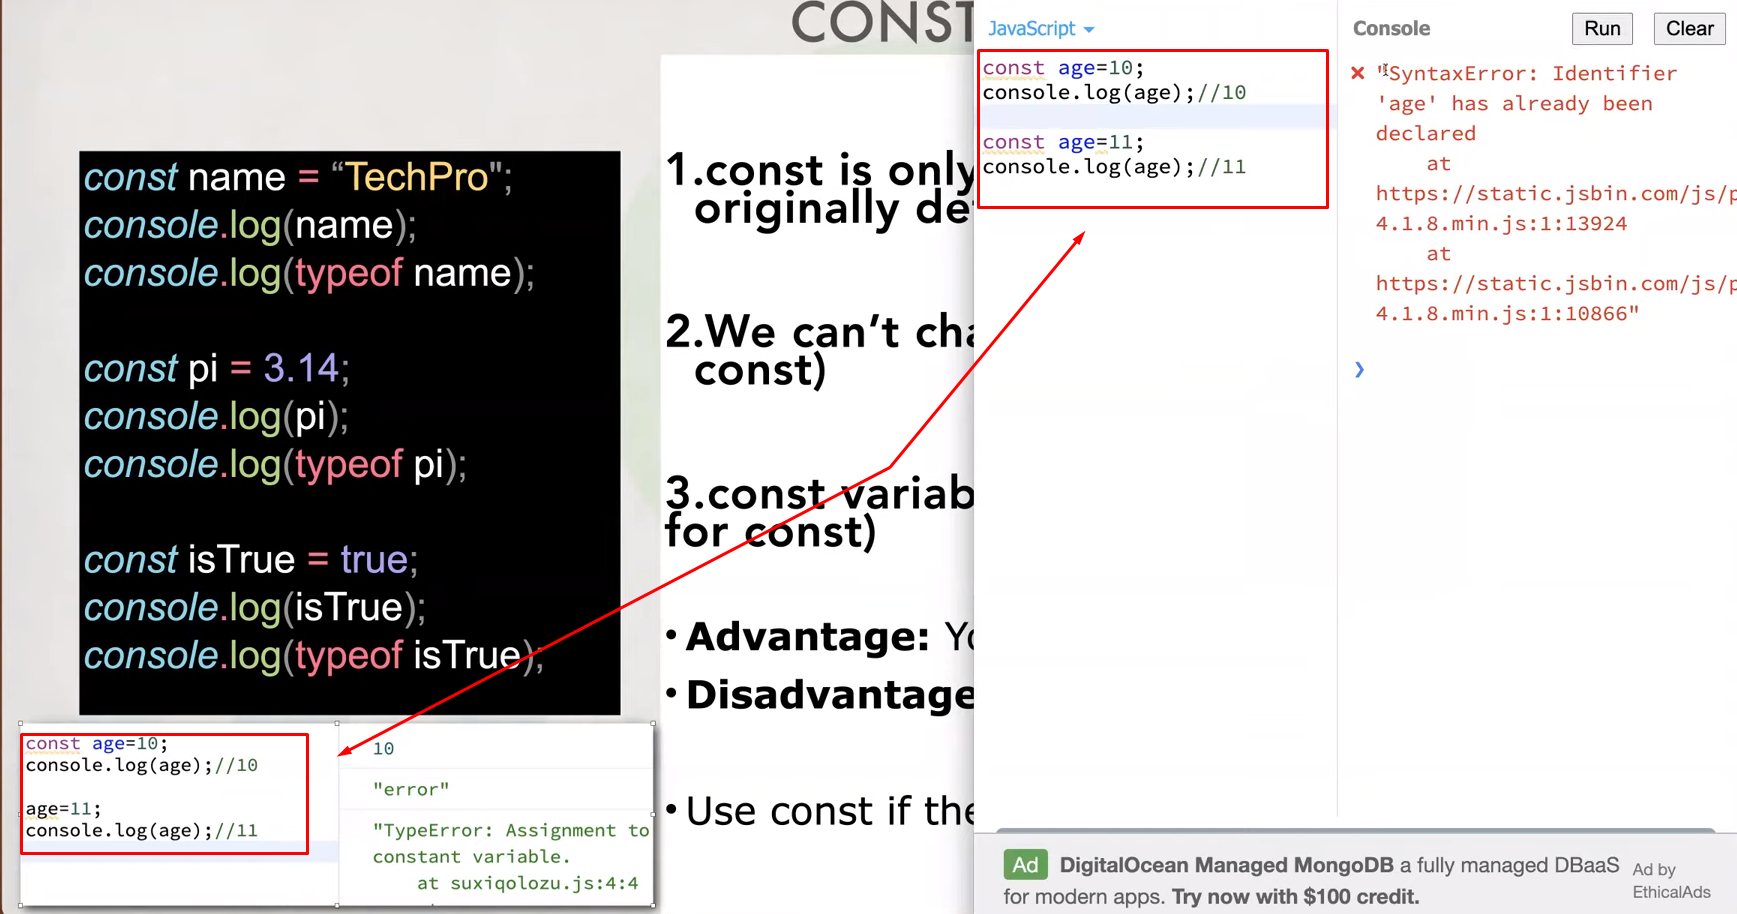 CONST
const name = “TechPro";
console.log(name);
console.log(typeof name);
const pi = 3.14;
console.log(pi);
console.log(typeof pi);
const isTrue = true;
console.log(isTrue);
console.log(typeof isTrue);
const age=10;
console.log(age);//10
age=11;
console.log(age);//11
10
"error"
"TypeError: Assignment to
constant variable.
at suxiqolozu.js:4:4
1.const is only
originally de
2.We can’t cha
const)
3.const variab
for const)
• Advantage: Yo
• Disadvantage
• Use const if the
JavaScript
const age=10;
console.log(age);//10
const age=11;
console.log(age);//11
Console
Run
Clear
"SyntaxError: Identifier
'age' has already been
declared
at
https://static.jsbin.com/js/p
4.1.8.min.js:1:13924
at
https://static.jsbin.com/js/p
4.1.8.min.js:1:10866"
Ad DigitalOcean Managed MongoDB a fully managed DBaaS
for modern apps. Try now with $100 credit.
Ad by
EthicalAds